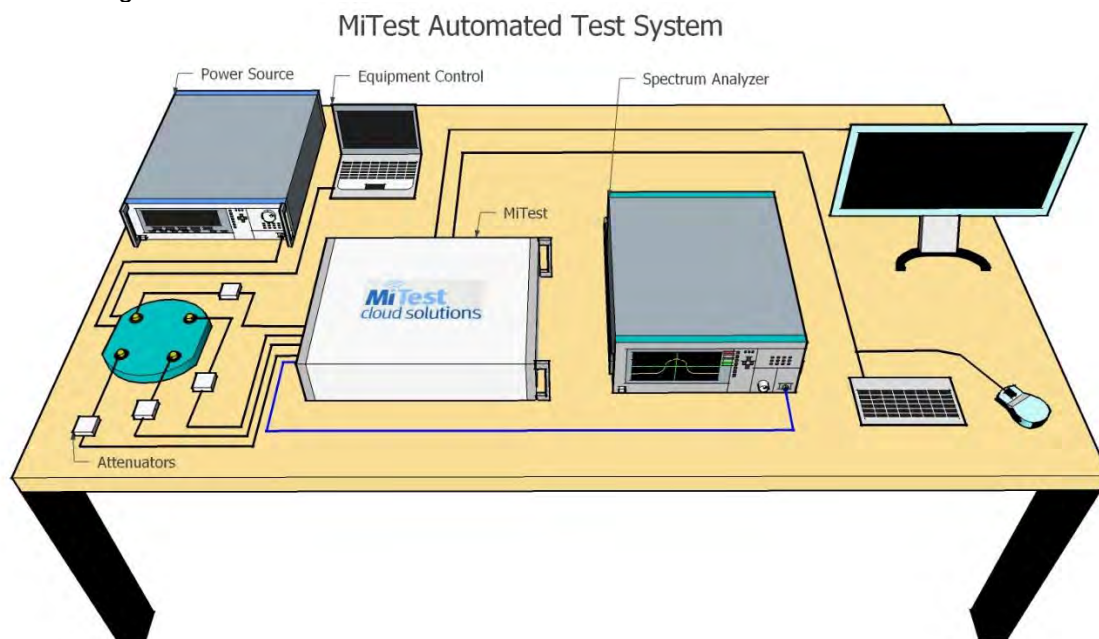 MiTest Automated Test System
Power Source
Equipment Control
Spectrum Analyzer
MiTest
MiTest
cloud solutions
Attenuators